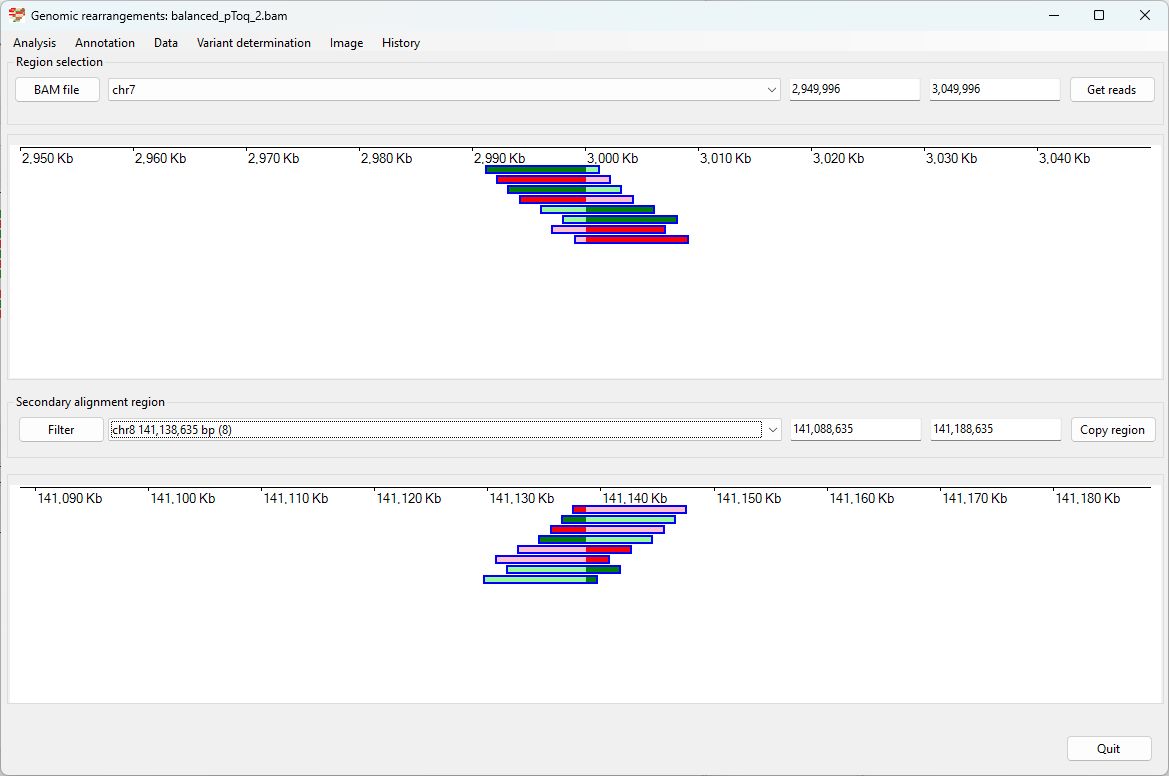 Genomic rearrangements: balanced_pToq_2.bam
Analysis Annotation Data Variant determination Image History
Region selection
BAM file chr7 2,949,996 3,049,996 Get reads
2,950 Kb 2,960 Kb 2,970 Kb 2,980 Kb 2,990 Kb 3,000 Kb 3,010 Kb 3,020 Kb 3,030 Kb 3,040 Kb
Secondary alignment region
Filter chr8 141,138,635 bp (8) 141,088,635 141,188,635 Copy region
141,090 Kb 141,100 Kb 141,110 Kb 141,120 Kb 141,130 Kb 141,140 Kb 141,150 Kb 141,160 Kb 141,170 Kb 141,180 Kb
Quit